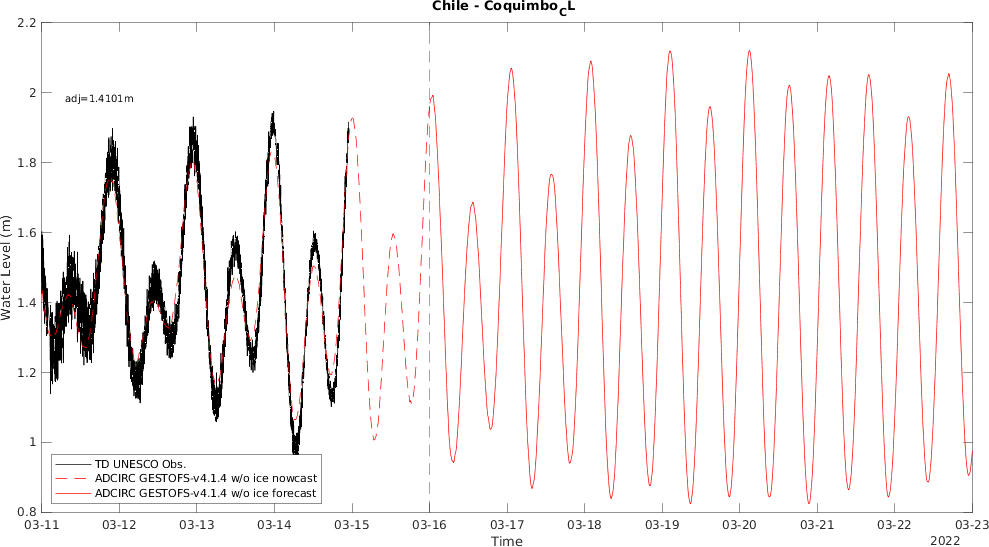 Chile - Coquimbo_CL
2.2
2
1.8
1.6
1.4
1.2
1
0.8
Water Level (m)
adj=1.4101m
TD UNESCO Obs.
ADCIRC GESTOFS-v4.1.4 w/o ice nowcast
ADCIRC GESTOFS-v4.1.4 w/o ice forecast
03-11 03-12 03-13 03-14 03-15 03-16 03-17 03-18 03-19 03-20 03-21 03-22 03-23
Time
2022